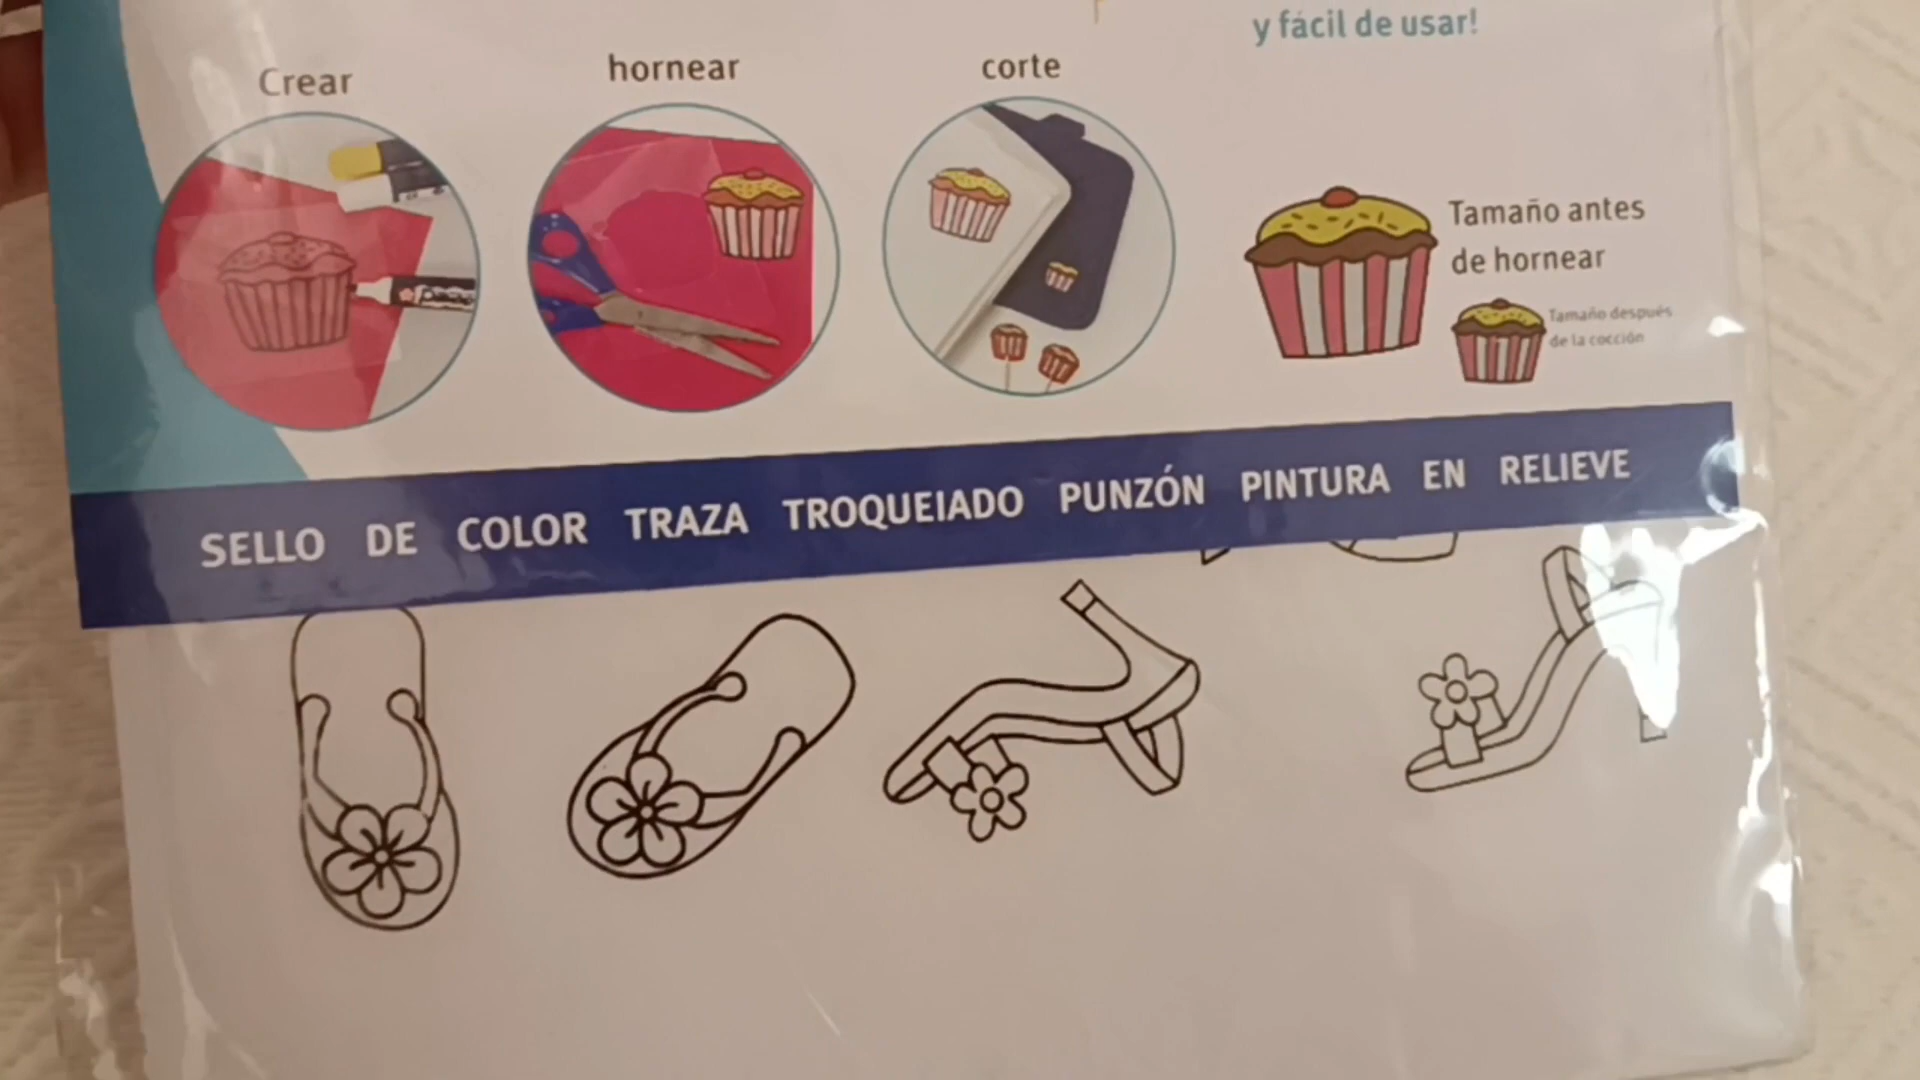 y fácil de usar!
Crear
hornear
corte
Tamaño antes
de hornear
Tamaño después
de la cocción
SELLO DE COLOR TRAZA TROQUEIADO PUNZÓN PINTURA EN RELIEVE